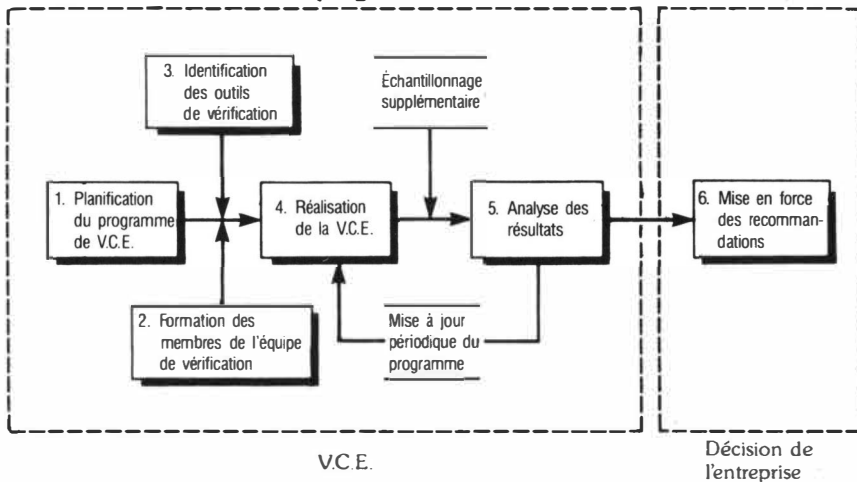 3. Identification
des outils
de vérification
Échantillonnage
supplémentaire
1. Planification
du programme
de V.C.E.
4. Réalisation
de la V.C.E.
5. Analyse des
résultats
6. Mise en force
des recomman-
dations
2. Formation des
membres de l'équipe
de vérification
Mise à jour
périodique du
programme
V.C.E.
Décision de
l'entreprise